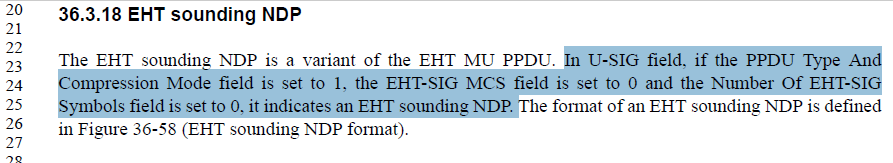 20
36.3.18 EHT sounding NDP
21
22
The EHT sounding NDP is a variant of the EHT MU PPDU. In U-SIG field, if the PPDU Type And
23
Compression Mode field is set to 1, the EHT-SIG MCS field is set to 0 and the Number Of EHT-SIG
24
Symbols field is set to 0, it indicates an EHT sounding NDP. The format of an EHT sounding NDP is defined
25
in Figure 36-58 (EHT sounding NDP format).
26
27
28